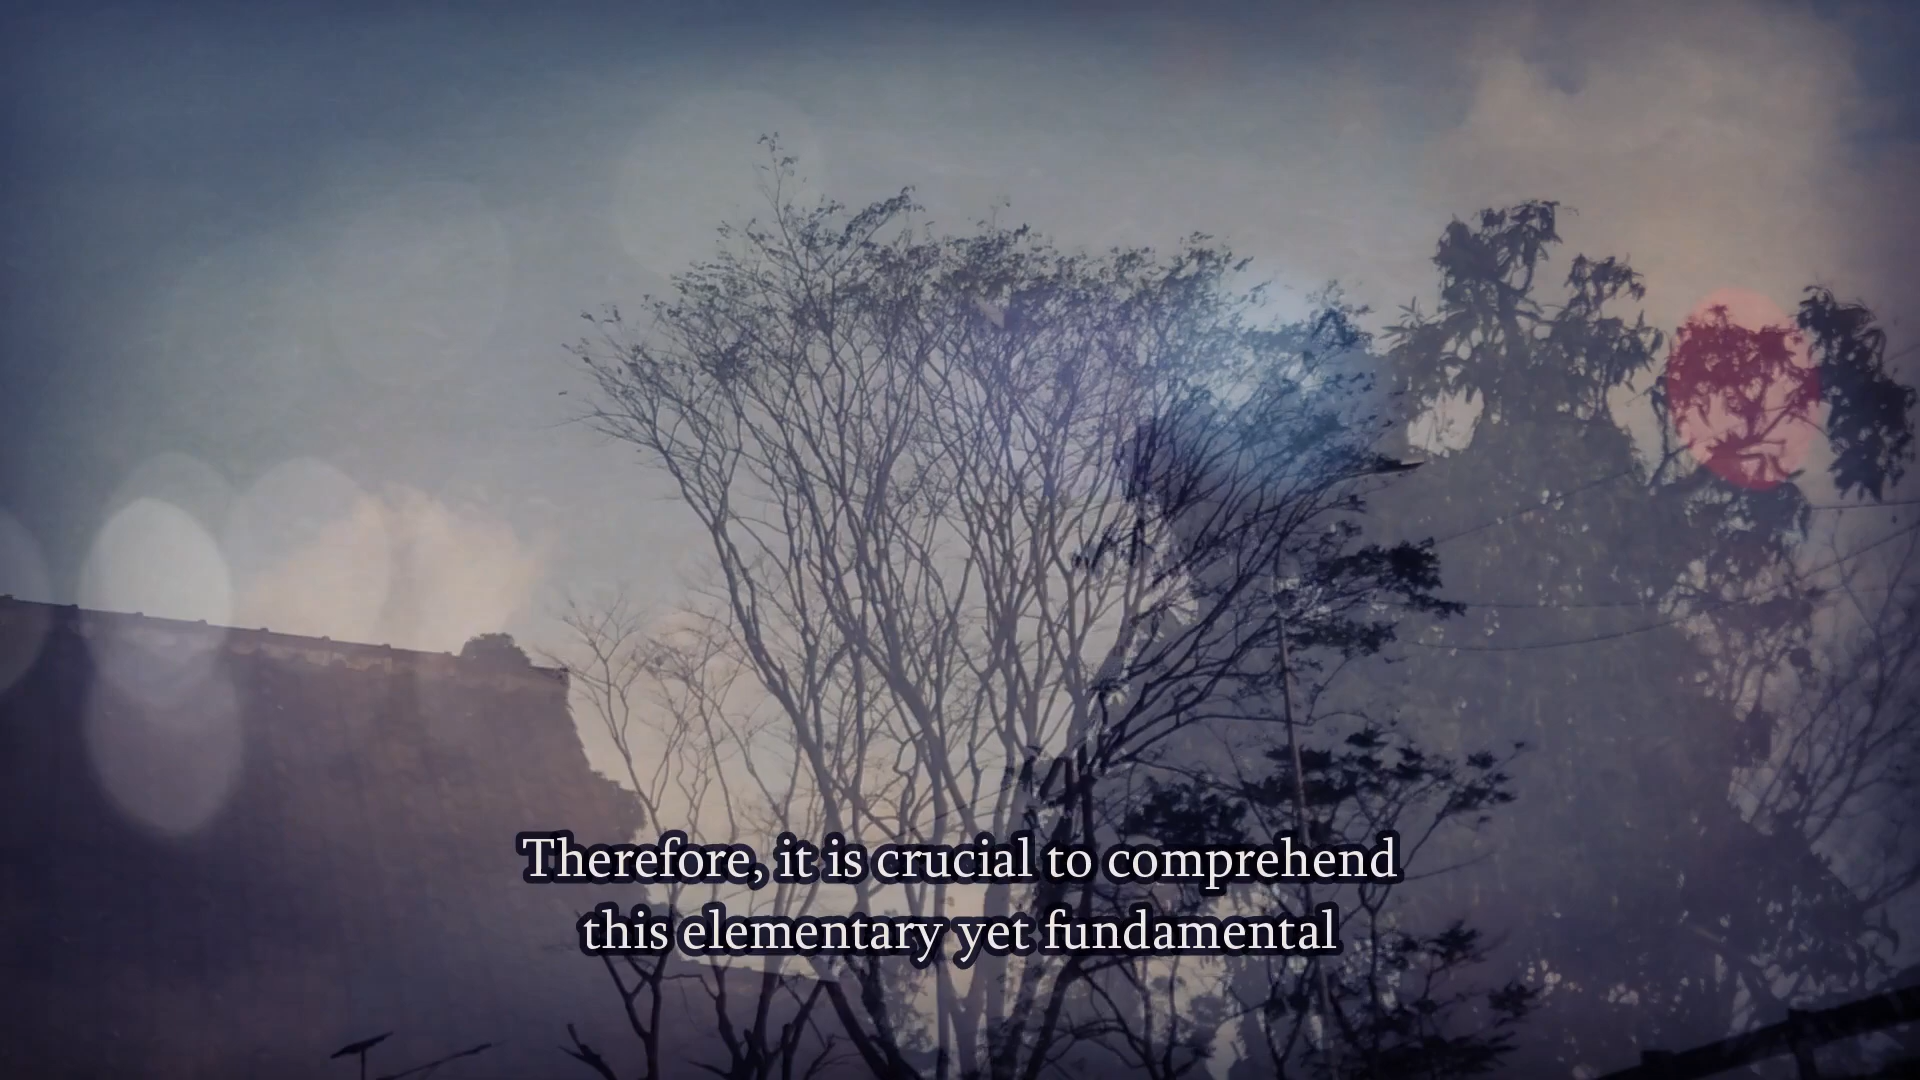 Therefore, it is crucial to comprehend
this elementary yet fundamental